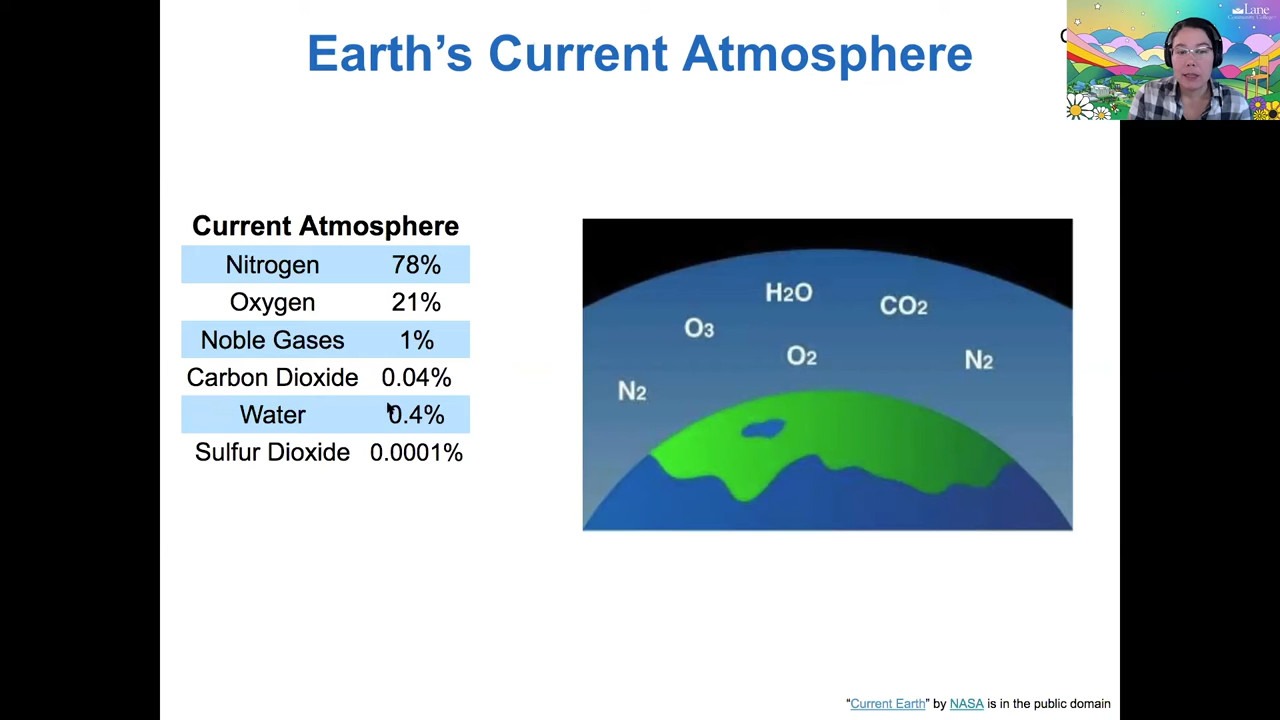 Earth’s Current Atmosphere
Lane
Community College
Current Atmosphere
Nitrogen 78%
Oxygen 21%
Noble Gases 1%
Carbon Dioxide 0.04%
Water 0.4%
Sulfur Dioxide 0.0001%
H2O
CO2
O3
O2
N2
N2
“Current Earth” by NASA is in the public domain